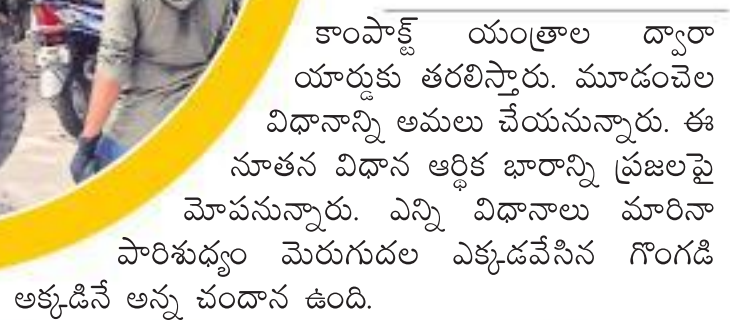 కాంపాక్ట్ యంత్రాల ద్వారా
యార్డుకు తరలిస్తారు. మూడంచెల
విధానాన్ని అమలు చేయనున్నారు. ఈ
నూతన విధాన ఆర్థిక భారాన్ని ప్రజలపై
మోపనున్నారు. ఎన్ని విధానాలు మారినా
పారిశుధ్యం మెరుగుదల ఎక్కడవేసిన గొంగడి
అక్కడినే అన్న చందాన ఉంది.